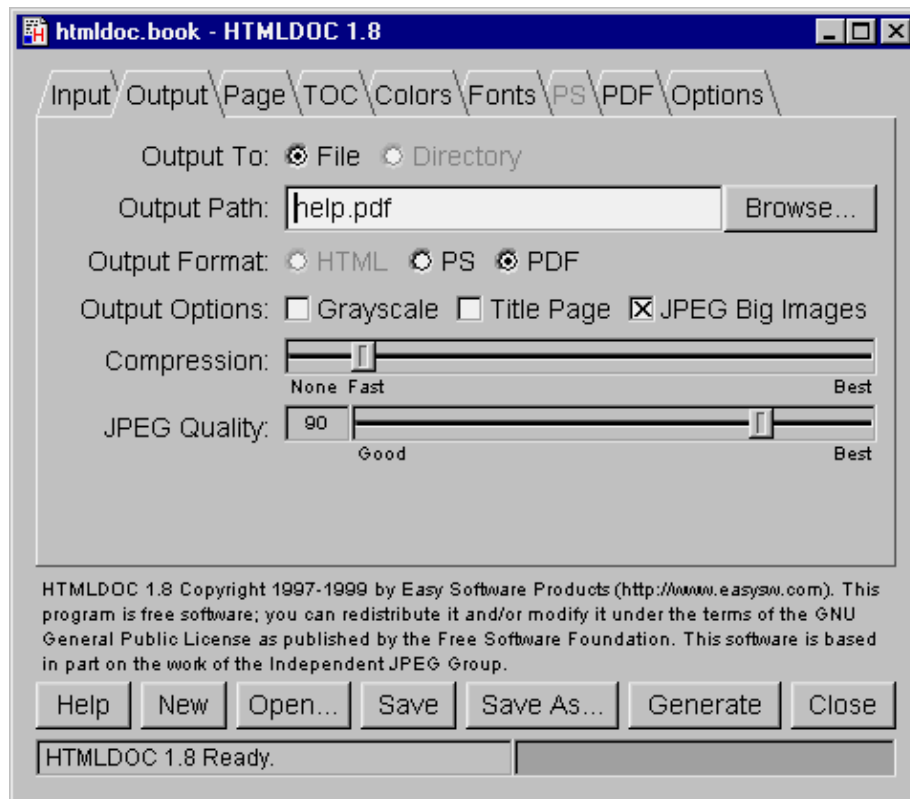 htmldoc.book - HTMLDOC 1.8
Input Output Page TOC Colors Fonts PS PDF Options
Output To: File Directory
Output Path: help.pdf Browse...
Output Format: HTML PS PDF
Output Options: Grayscale Title Page JPEG Big Images
Compression:
None Fast Best
JPEG Quality: 90
Good Best
HTMLDOC 1.8 Copyright 1997-1999 by Easy Software Products (http://www.easysw.com). This
program is free software; you can redistribute it and/or modify it under the terms of the GNU
General Public License as published by the Free Software Foundation. This software is based
in part on the work of the Independent JPEG Group.
Help New Open... Save Save As... Generate Close
HTMLDOC 1.8 Ready.